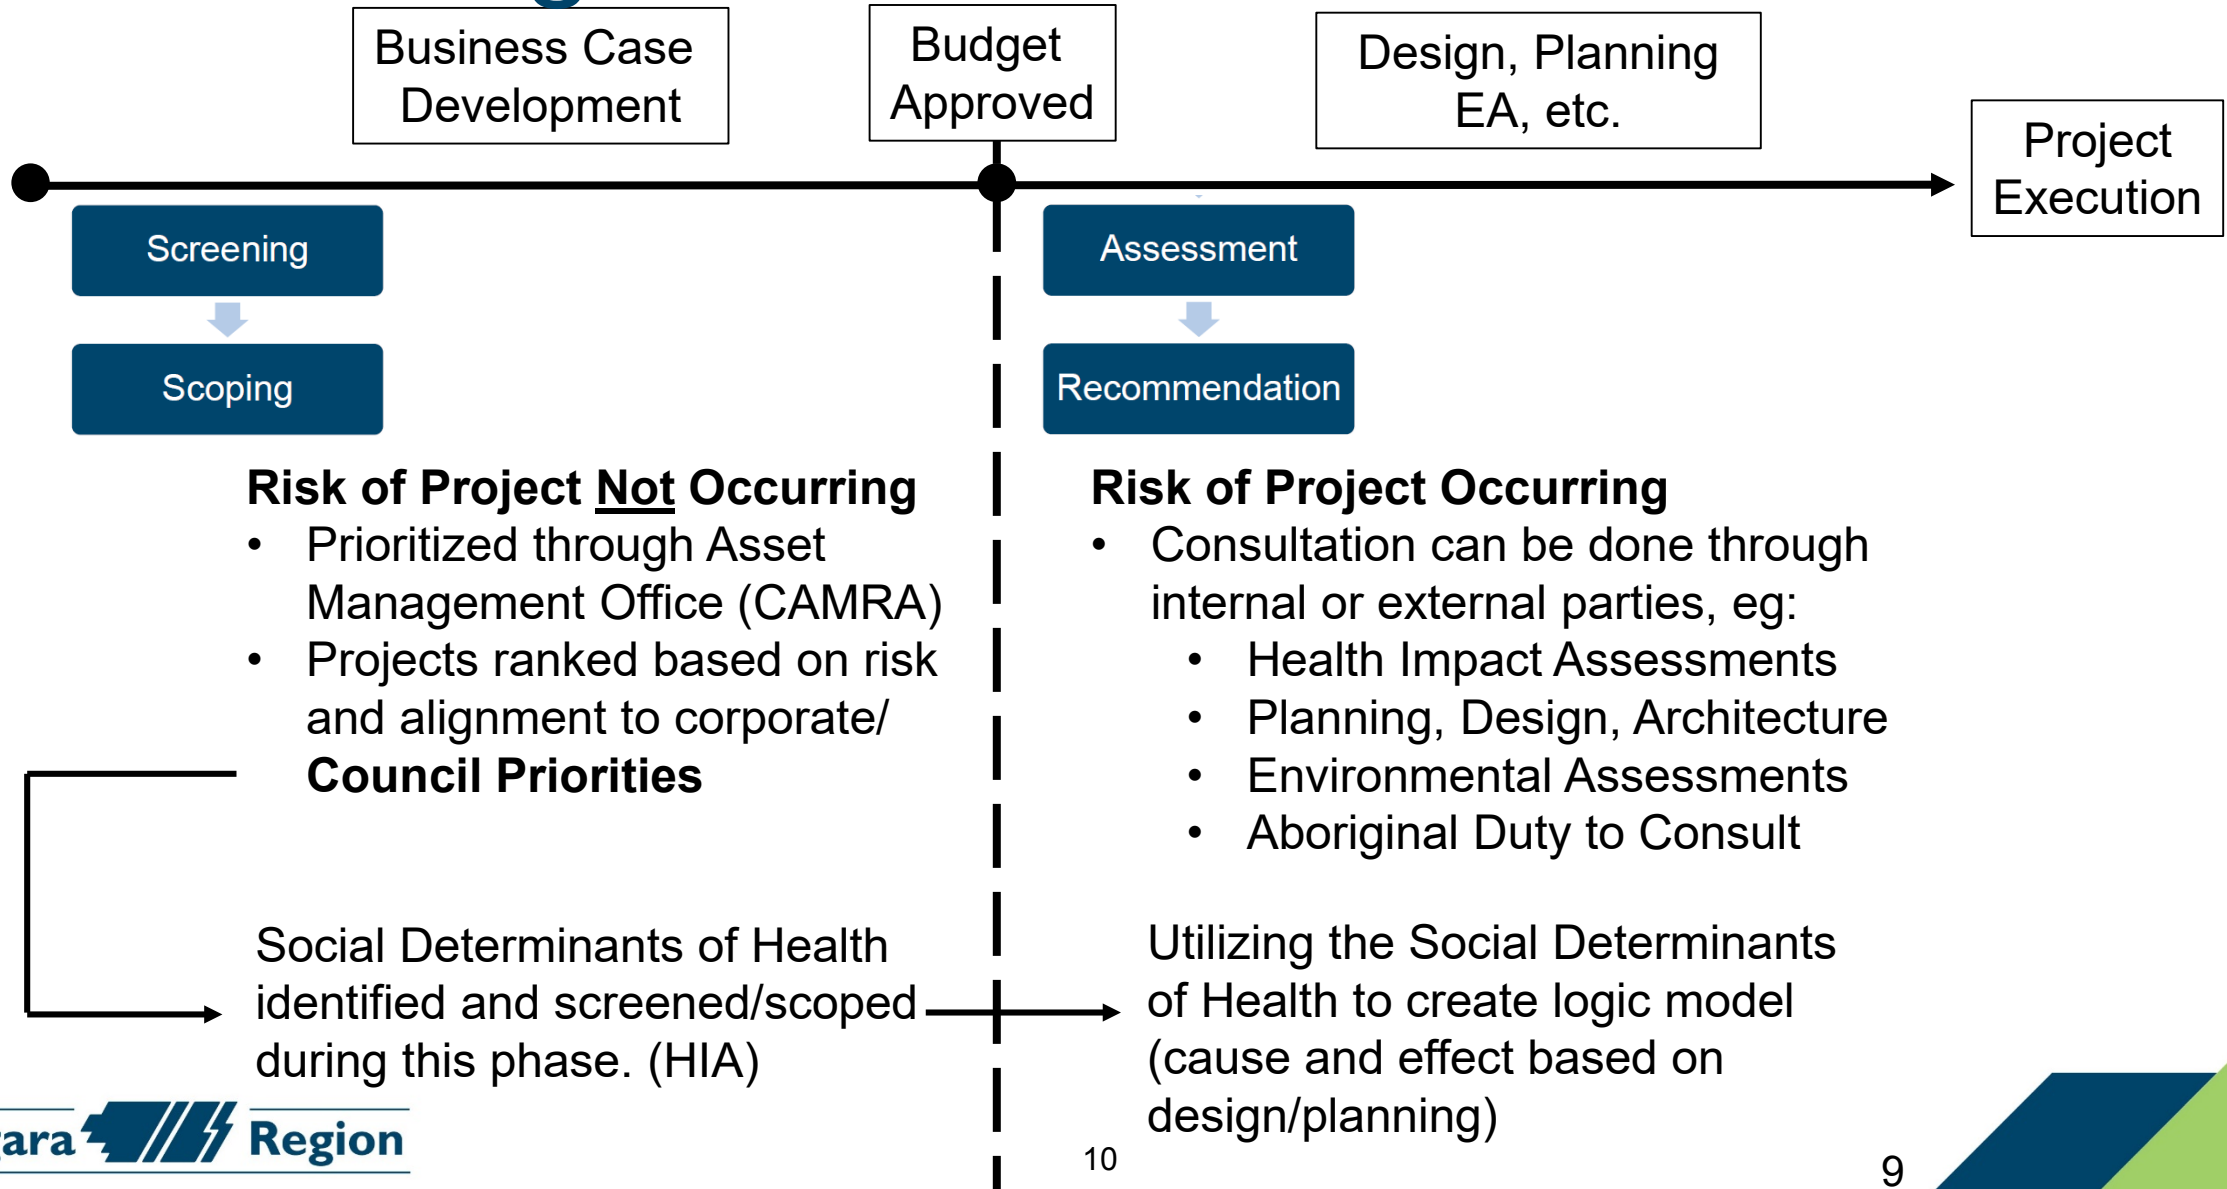 Business Case
Development
Budget
Approved
Design, Planning
EA, etc.
Project
Execution
Screening
Scoping
Assessment
Recommendation
Risk of Project Not Occurring
• Prioritized through Asset
Management Office (CAMRA)
• Projects ranked based on risk
and alignment to corporate/
Council Priorities
Social Determinants of Health
identified and screened/scoped
during this phase. (HIA)
Risk of Project Occurring
• Consultation can be done through
internal or external parties, eg:
• Health Impact Assessments
• Planning, Design, Architecture
• Environmental Assessments
• Aboriginal Duty to Consult
Utilizing the Social Determinants
of Health to create logic model
(cause and effect based on
design/planning)
gara Region
10
9